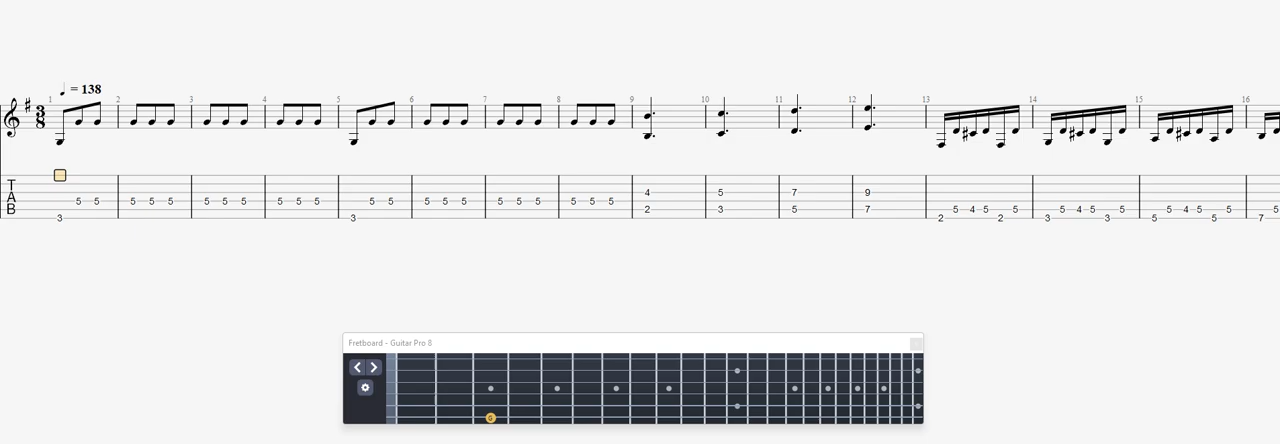 = 138
1 2 3 4 5 6 7 8 9 10 11 12 13 14 15 16
3
8
T
A
B
4 5 7 9
5 5 5 5 5 5 5 5 5 5 5 5 5 5 5 5 5 5 5 5 5 5
2 3 5 7 5 4 5 5 5 4 5 5 5 4 5 5 5
3 3 2 2 3 3 5 5 7
Fretboard - Guitar Pro 8
G